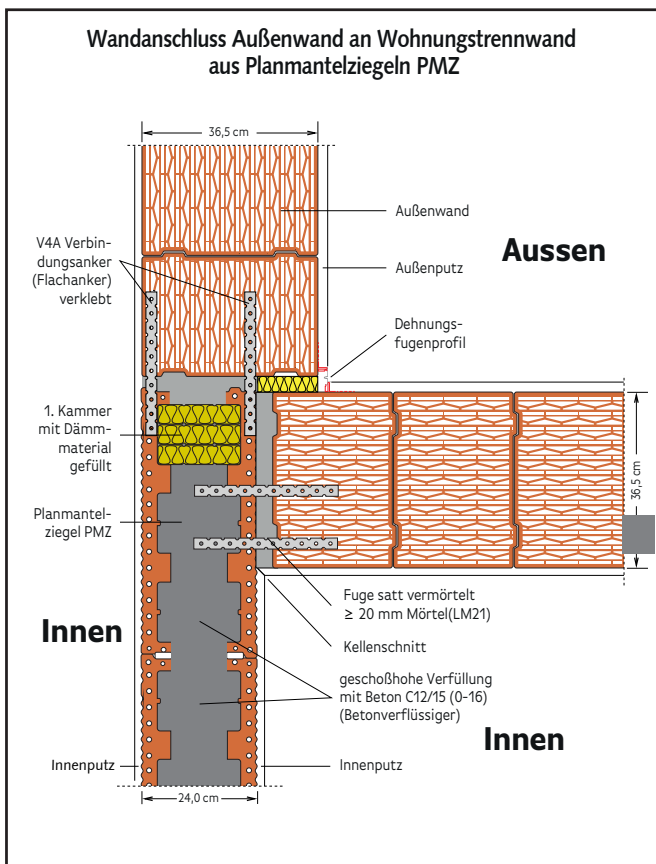 Wandanschluss Außenwand an Wohnungstrennwand
aus Planmantelziegeln PMZ
36,5 cm
Außenwand
Aussen
V4A Verbin-
dungsanker
(Flachanker)
verklebt
Außenputz
Dehnungs-
fugenprofil
1. Kammer
mit Dämm-
material
gefüllt
36,5 cm
Planmantel-
ziegel PMZ
Fuge satt vermörtelt
≥ 20 mm Mörtel(LM21)
Innen
Kellenschnitt
geschoßhohe Verfüllung
mit Beton C12/15 (0-16)
(Betonverflüssiger)
Innen
Innenputz
Innenputz
24,0 cm